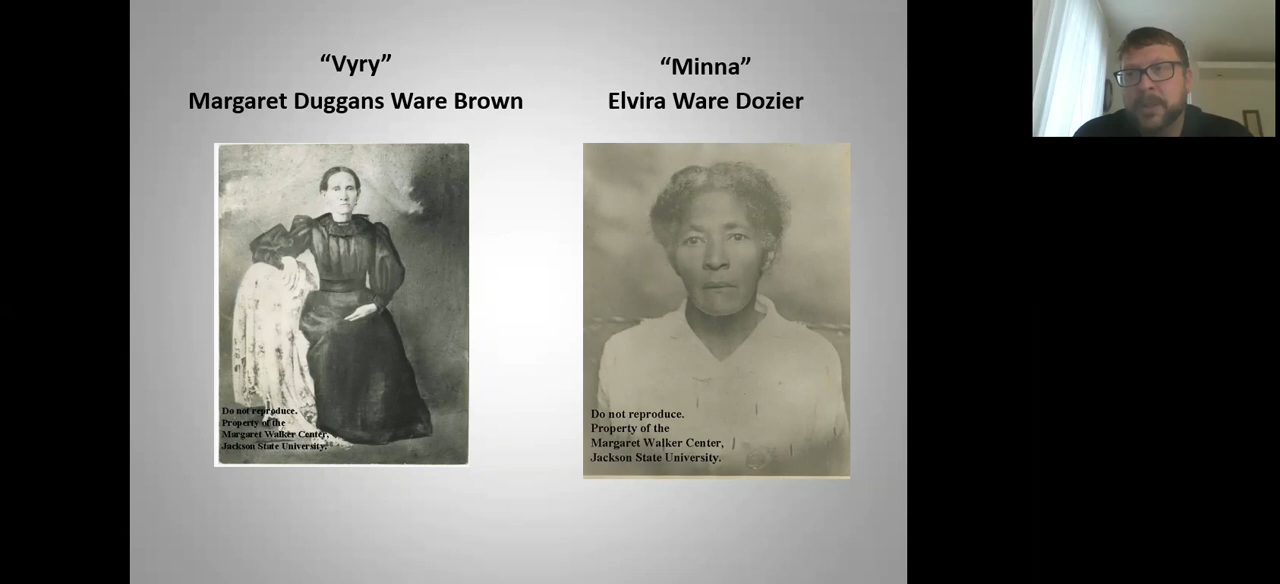 “Vyry”
Margaret Duggans Ware Brown
Do not reproduce.
Property of the
Margaret Walker Center,
Jackson State University.
“Minna”
Elvira Ware Dozier
Do not reproduce.
Property of the
Margaret Walker Center,
Jackson State University.